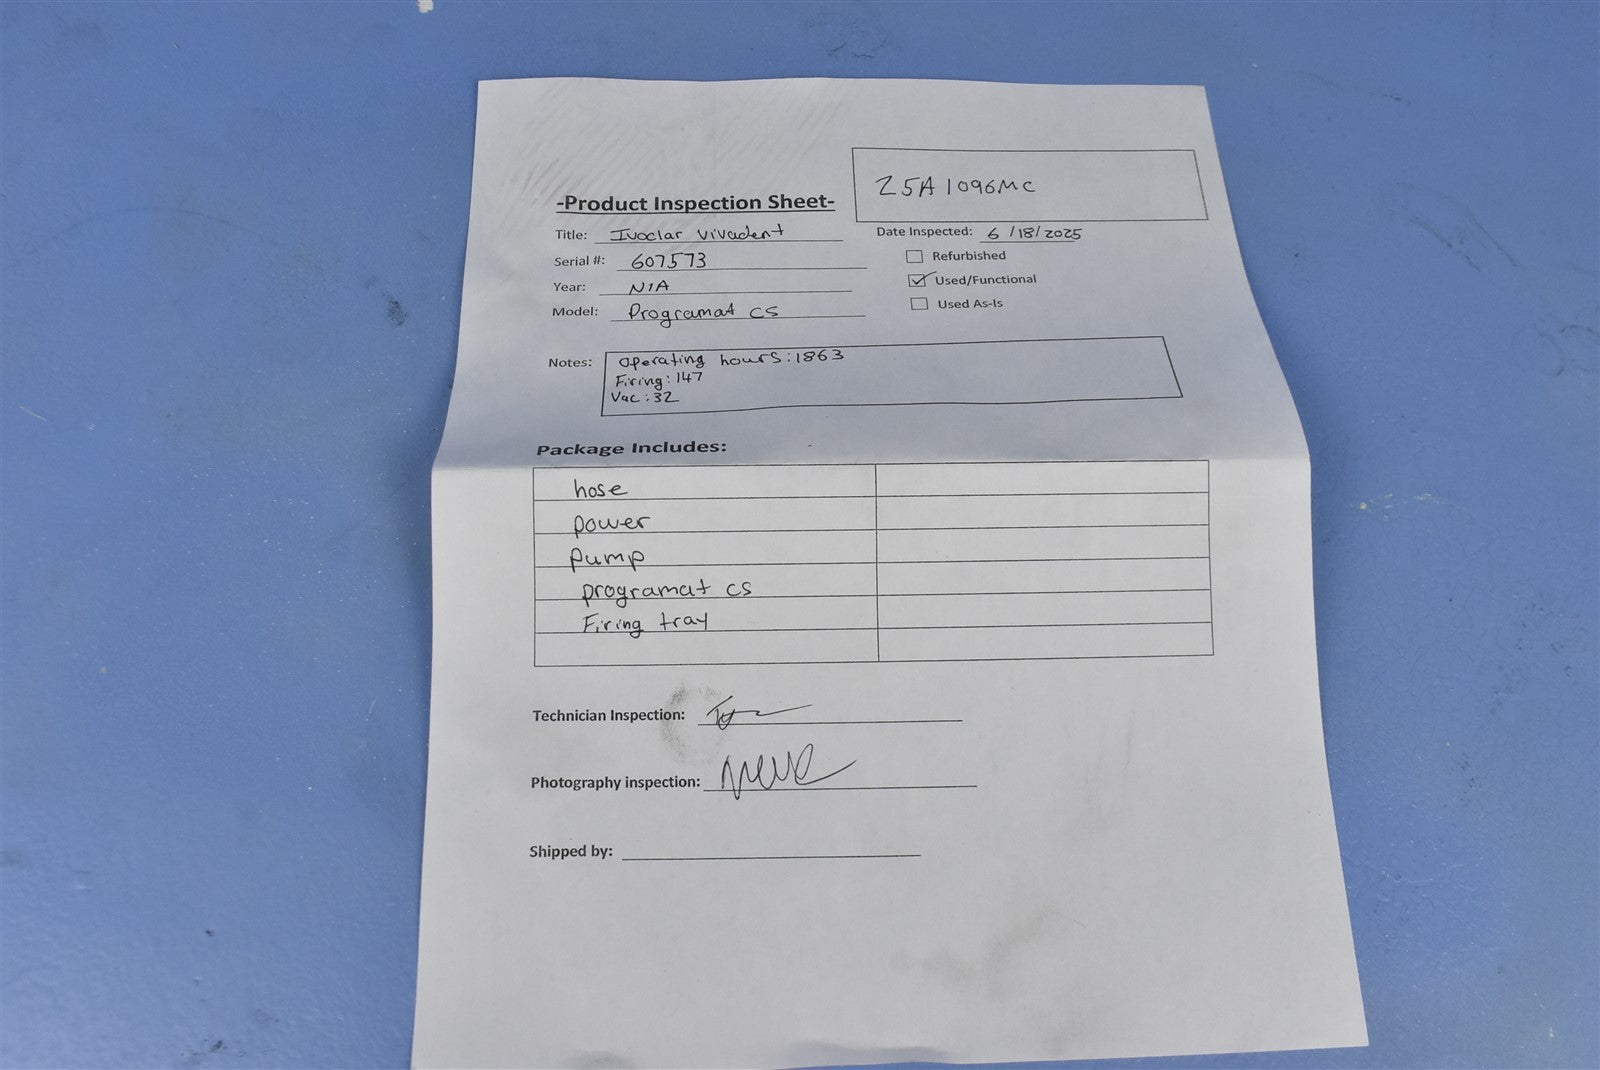 25A1096MC
-Product Inspection Sheet-
Title: Ivoclar Vivadent
Date Inspected: 6/18/2025
Serial #: 607573
Refurbished
Year: N/A
Used/Functional
Model: Programat CS
Used As-Is
Notes: Operating hours: 1863
Firing: 147
Vac: 32
Package Includes:
hose
power
pump
programat cs
Firing tray
Technician Inspection:
Photography inspection:
Shipped by: